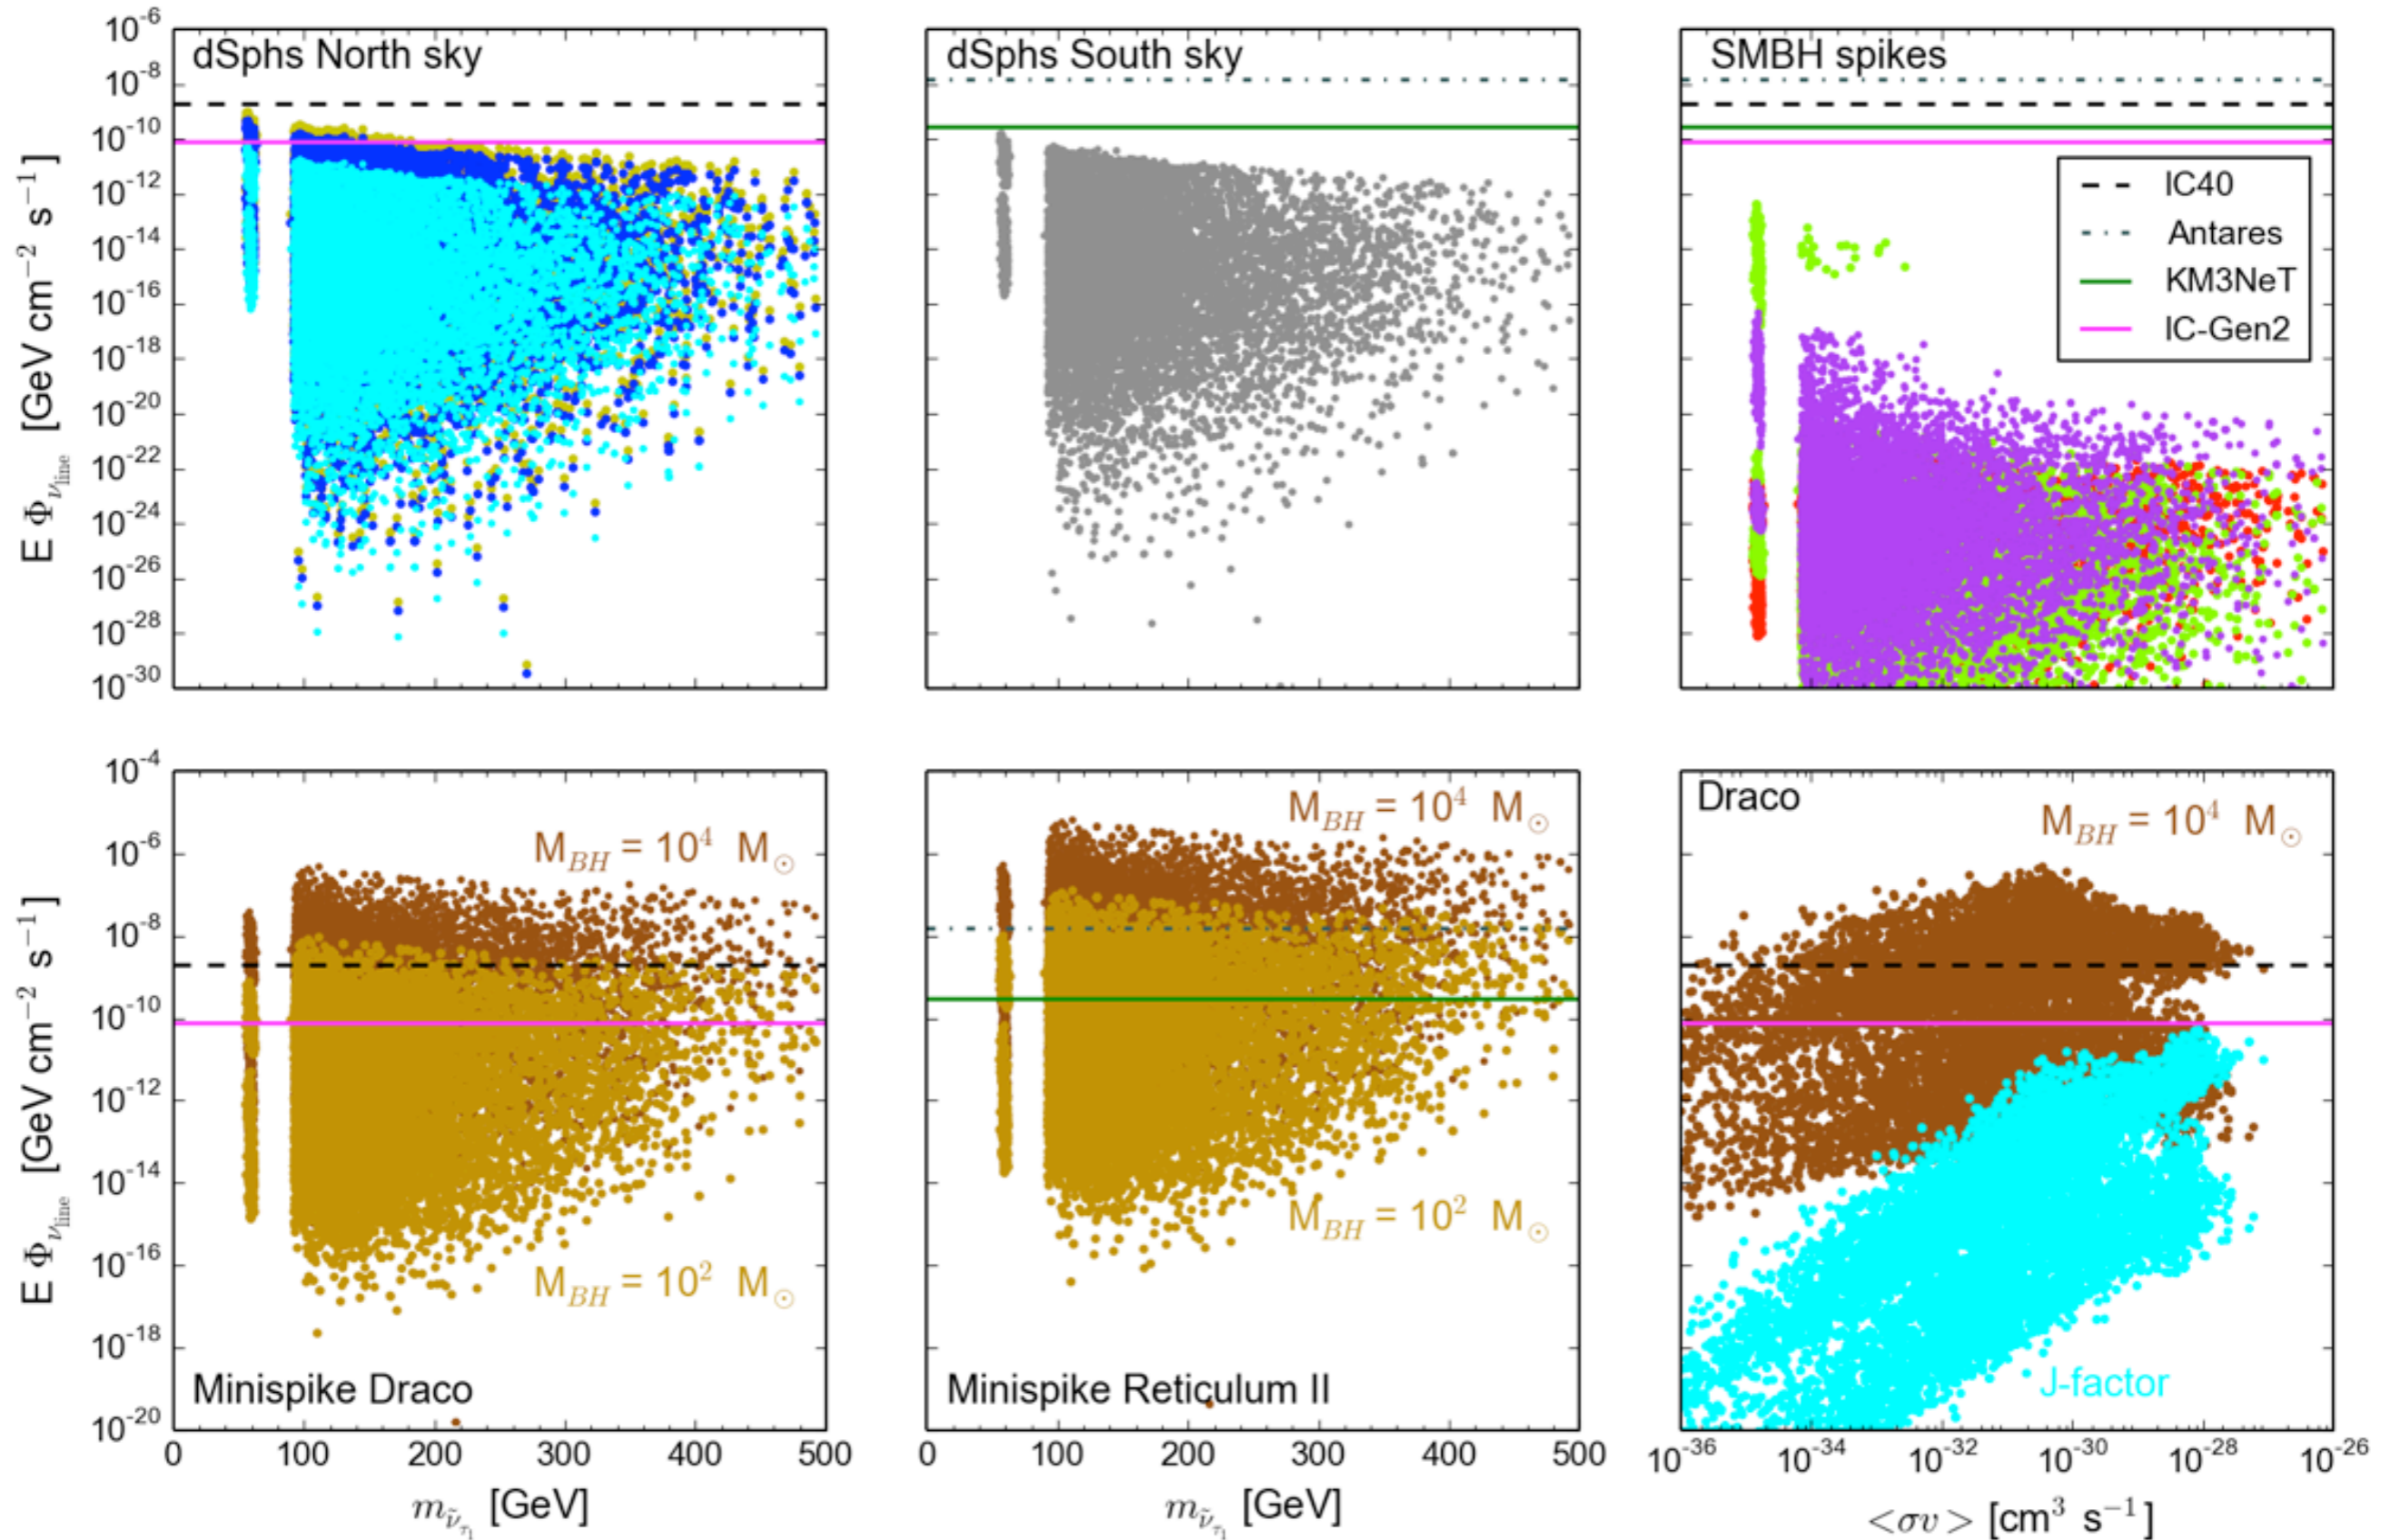 dSphs North sky
dSphs South sky
SMBH spikes
10^-6
10^-8
10^-10
10^-12
10^-14
10^-16
10^-18
10^-20
10^-22
10^-24
10^-26
10^-28
10^-30
E Φ_ν_line [GeV cm^-2 s^-1]
IC40
Antares
KM3NeT
IC-Gen2
10^-4
10^-6
10^-8
10^-10
10^-12
10^-14
10^-16
10^-18
10^-20
E Φ_ν_line [GeV cm^-2 s^-1]
M_BH = 10^4 M_⊙
M_BH = 10^2 M_⊙
Minispike Draco
M_BH = 10^4 M_⊙
M_BH = 10^2 M_⊙
Minispike Reticulum II
Draco
M_BH = 10^4 M_⊙
J-factor
0 100 200 300 400 500
0 100 200 300 400 500
10^-36 10^-34 10^-32 10^-30 10^-28 10^-26
m_ν̃_τ_1 [GeV]
m_ν̃_τ_1 [GeV]
<σv> [cm^3 s^-1]